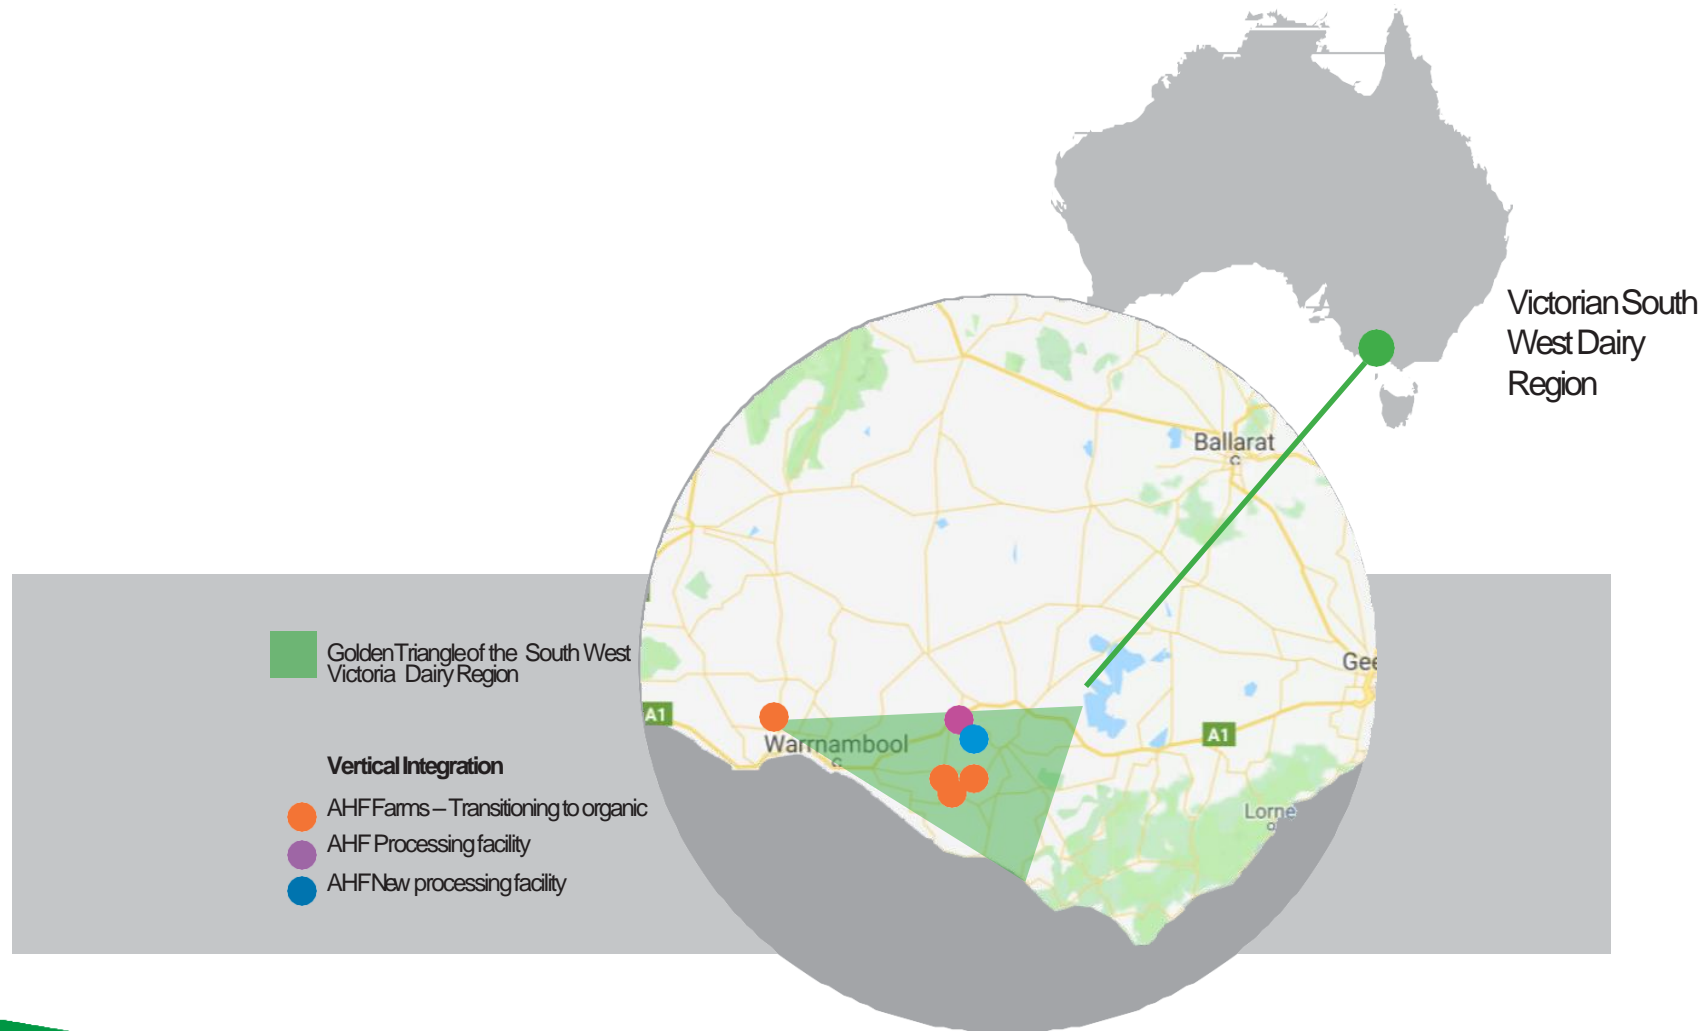 Victorian South
West Dairy
Region
Ballarat
Golden Triangle of the South West
Victoria Dairy Region
A1
Warrnambool
A1
Lorne
Vertical Integration
AHF Farms – Transitioning to organic
AHF Processing facility
AHF New processing facility